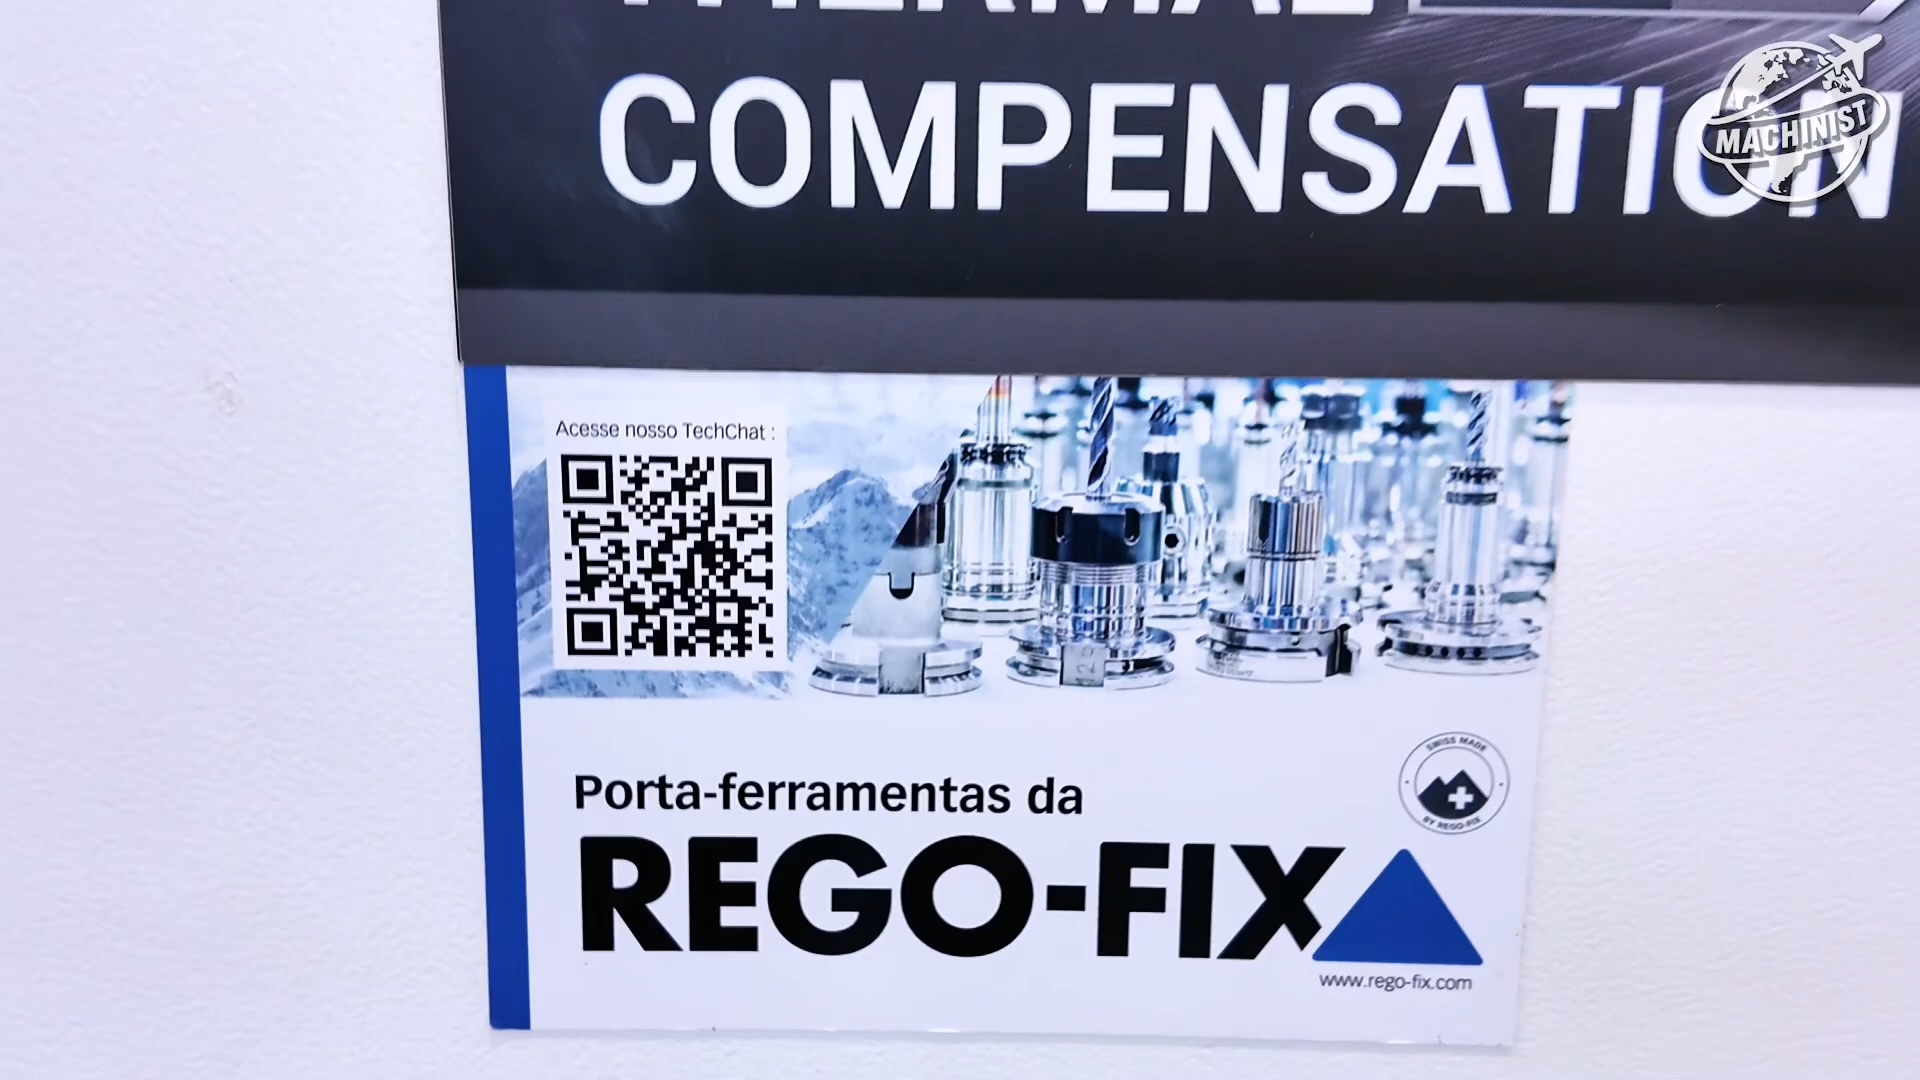 THERMAL
COMPENSATION
MACHINIST
Acesse nosso TechChat :
Porta-ferramentas da
REGO-FIX
SWISS MADE
BY REGO-FIX
www.rego-fix.com